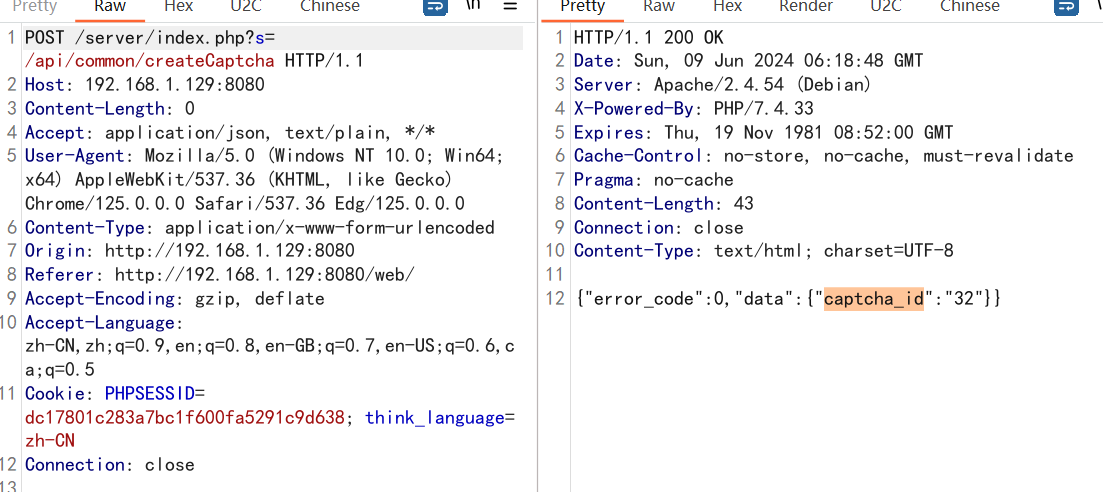 Pretty Raw Hex U2C Chinese \n
1 POST /server/index.php?s=
/api/common/createCaptcha HTTP/1.1
2 Host: 192.168.1.129:8080
3 Content-Length: 0
4 Accept: application/json, text/plain, */*
5 User-Agent: Mozilla/5.0 (Windows NT 10.0; Win64;
x64) AppleWebKit/537.36 (KHTML, like Gecko)
Chrome/125.0.0.0 Safari/537.36 Edg/125.0.0.0
6 Content-Type: application/x-www-form-urlencoded
7 Origin: http://192.168.1.129:8080
8 Referer: http://192.168.1.129:8080/web/
9 Accept-Encoding: gzip, deflate
10 Accept-Language:
zh-CN,zh;q=0.9,en;q=0.8,en-GB;q=0.7,en-US;q=0.6,c
a;q=0.5
11 Cookie: PHPSESSID=
dc17801c283a7bc1f600fa5291c9d638; think_language=
zh-CN
12 Connection: close
13
Pretty Raw Hex Render U2C Chinese
1 HTTP/1.1 200 OK
2 Date: Sun, 09 Jun 2024 06:18:48 GMT
3 Server: Apache/2.4.54 (Debian)
4 X-Powered-By: PHP/7.4.33
5 Expires: Thu, 19 Nov 1981 08:52:00 GMT
6 Cache-Control: no-store, no-cache, must-revalidate
7 Pragma: no-cache
8 Content-Length: 43
9 Connection: close
10 Content-Type: text/html; charset=UTF-8
11
12 {"error_code":0,"data":{"captcha_id":"32"}}